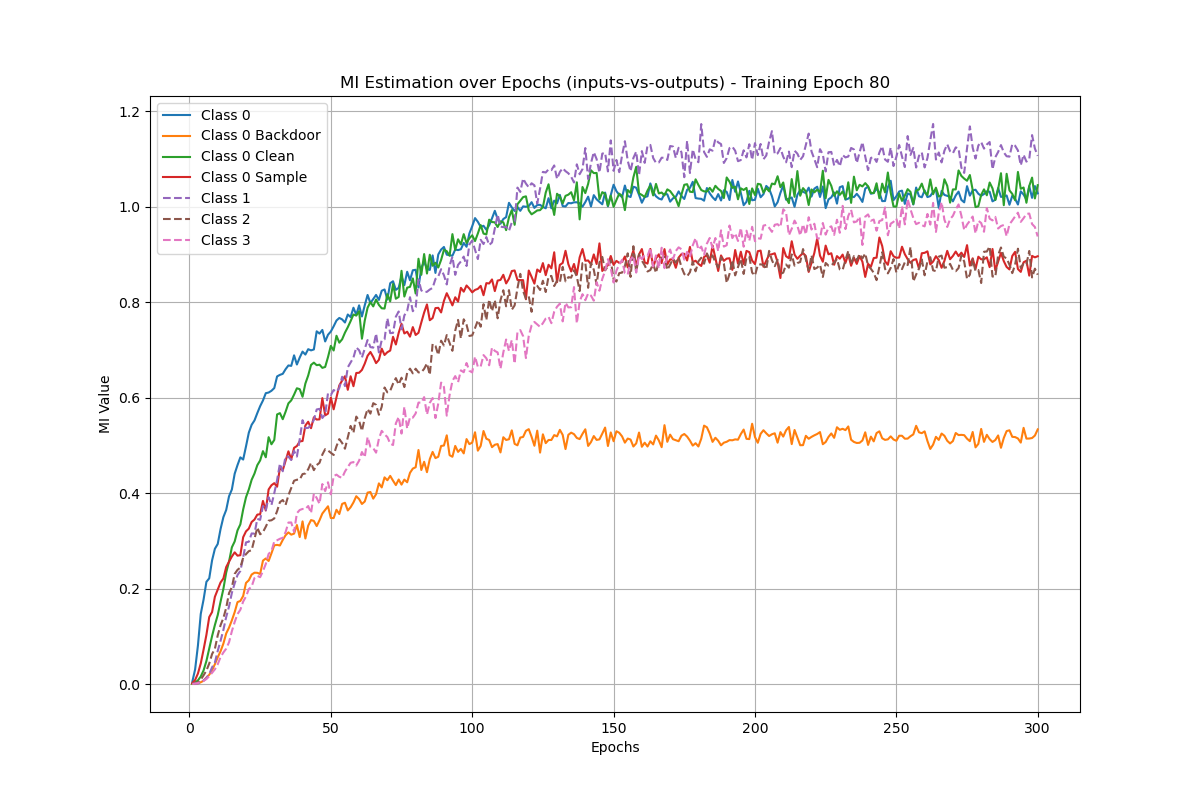 MI Estimation over Epochs (inputs-vs-outputs) - Training Epoch 80
Class 0
Class 0 Backdoor
Class 0 Clean
Class 0 Sample
Class 1
Class 2
Class 3
MI Value
1.2
1.0
0.8
0.6
0.4
0.2
0.0
0 50 100 150 200 250 300
Epochs